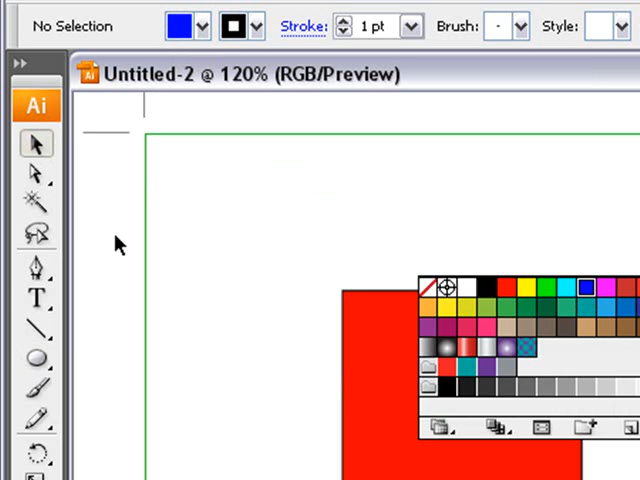 No Selection Stroke: 1 pt Brush: Style:
Untitled-2 @ 120% (RGB/Preview)
Ai
T